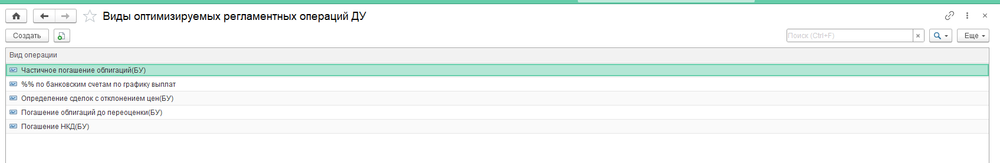 Виды оптимизируемых регламентных операций ДУ
Создать
Поиск (Ctrl+F)
Еще
Вид операции
Частичное погашение облигаций(БУ)
%% по банковским счетам по графику выплат
Определение сделок с отклонением цен(БУ)
Погашение облигаций до переоценки(БУ)
Погашение НКД(БУ)